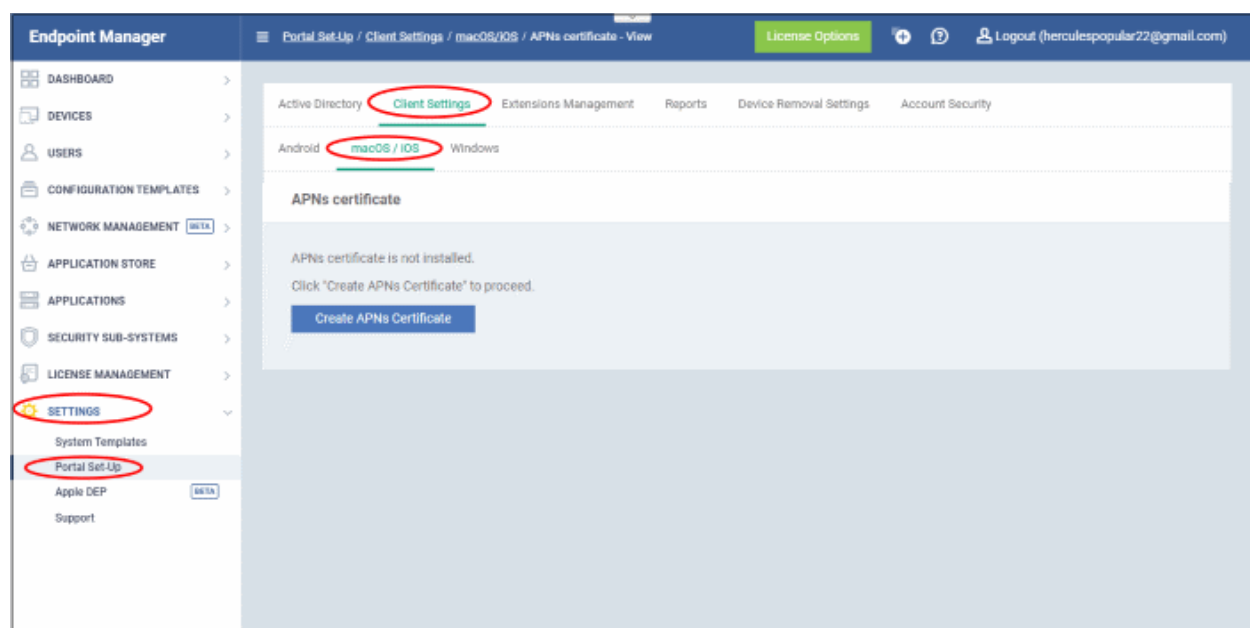 Endpoint Manager
Portal Set-Up / Client Settings / macOS/iOS / APNs certificate - View
License Options
Logout (herculespopular22@gmail.com)
DASHBOARD
DEVICES
USERS
CONFIGURATION TEMPLATES
NETWORK MANAGEMENT BETA
APPLICATION STORE
APPLICATIONS
SECURITY SUB-SYSTEMS
LICENSE MANAGEMENT
SETTINGS
System Templates
Portal Set-Up
Apple DEP BETA
Support
Active Directory Client Settings Extensions Management Reports Device Removal Settings Account Security
Android macOS / iOS Windows
APNs certificate
APNs certificate is not installed.
Click "Create APNs Certificate" to proceed.
Create APNs Certificate